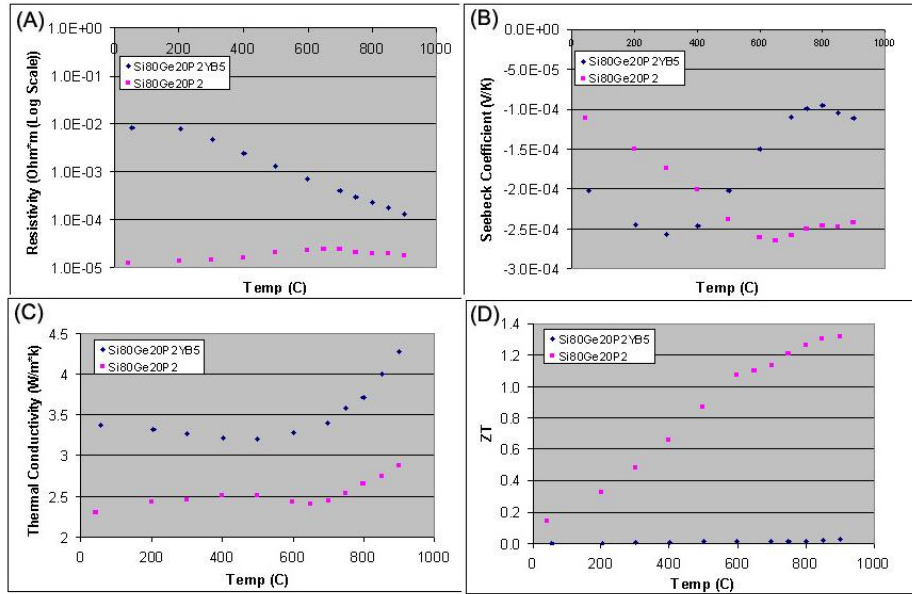 (A)
1.0E+00
1.0E-01
1.0E-02
1.0E-03
1.0E-04
1.0E-05
0 200 400 600 800 1000
Si80Ge20P2YB5
Si80Ge20P2
Resistivity (Ohm*m (Log Scale))
Temp (C)
(B)
0.0E+00
-5.0E-05
-1.0E-04
-1.5E-04
-2.0E-04
-2.5E-04
-3.0E-04
0 200 400 600 800 1000
Si80Ge20P2YB5
Si80Ge20P2
Seebeck Coefficient (V/K)
Temp (C)
(C)
4.5
4
3.5
3
2.5
2
Si80Ge20P2YB5
Si80Ge20P2
Thermal Conductivity (W/m*k)
0 200 400 600 800 1000
Temp (C)
(D)
1.4
1.2
1.0
0.8
0.6
0.4
0.2
0.0
Si80Ge20P2YB5
Si80Ge20P2
ZT
0 200 400 600 800 1000
Temp (C)